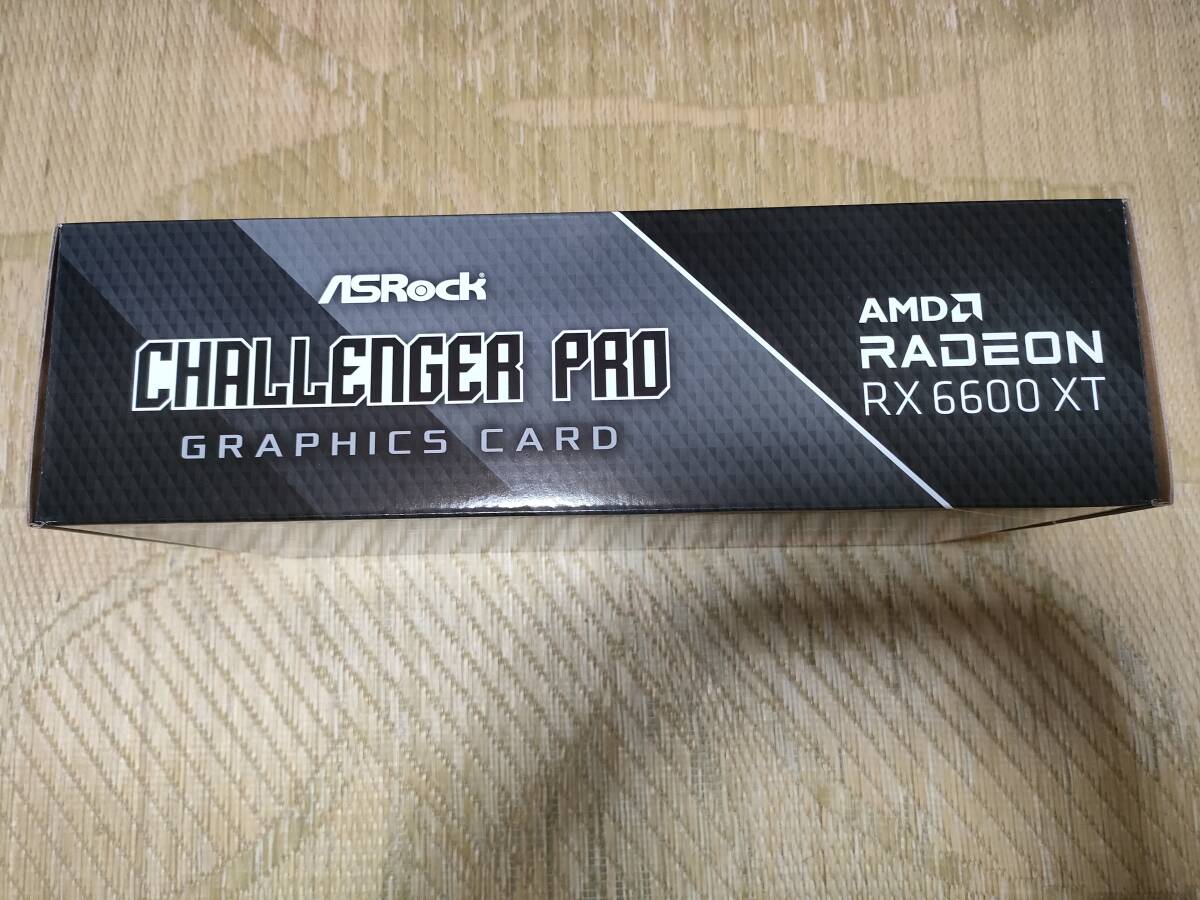 ASRock®
CHALLENGER PRO
GRAPHICS CARD
AMD
RADEON
RX 6600 XT